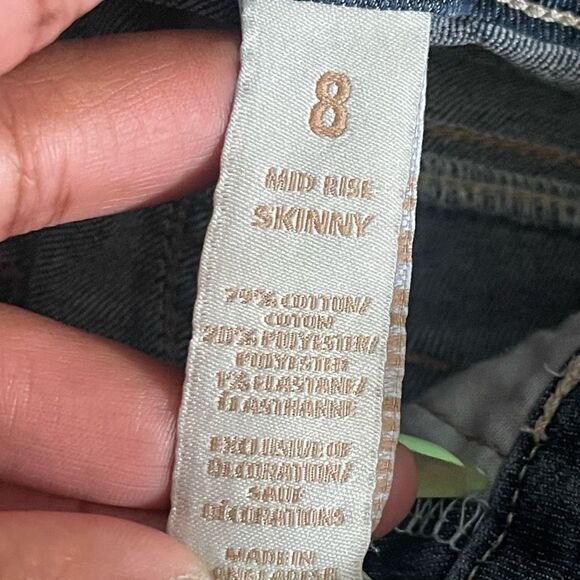 8
MID RISE
SKINNY
79% COTTON/
COTON
20% POLYESTER/
POLYESTER
1% ELASTANE/
ÉLASTHANNE
EXCLUSIVE OF
DECORATION/
SAUF
DÉCORATIONS
MADE IN
BANGLADESH